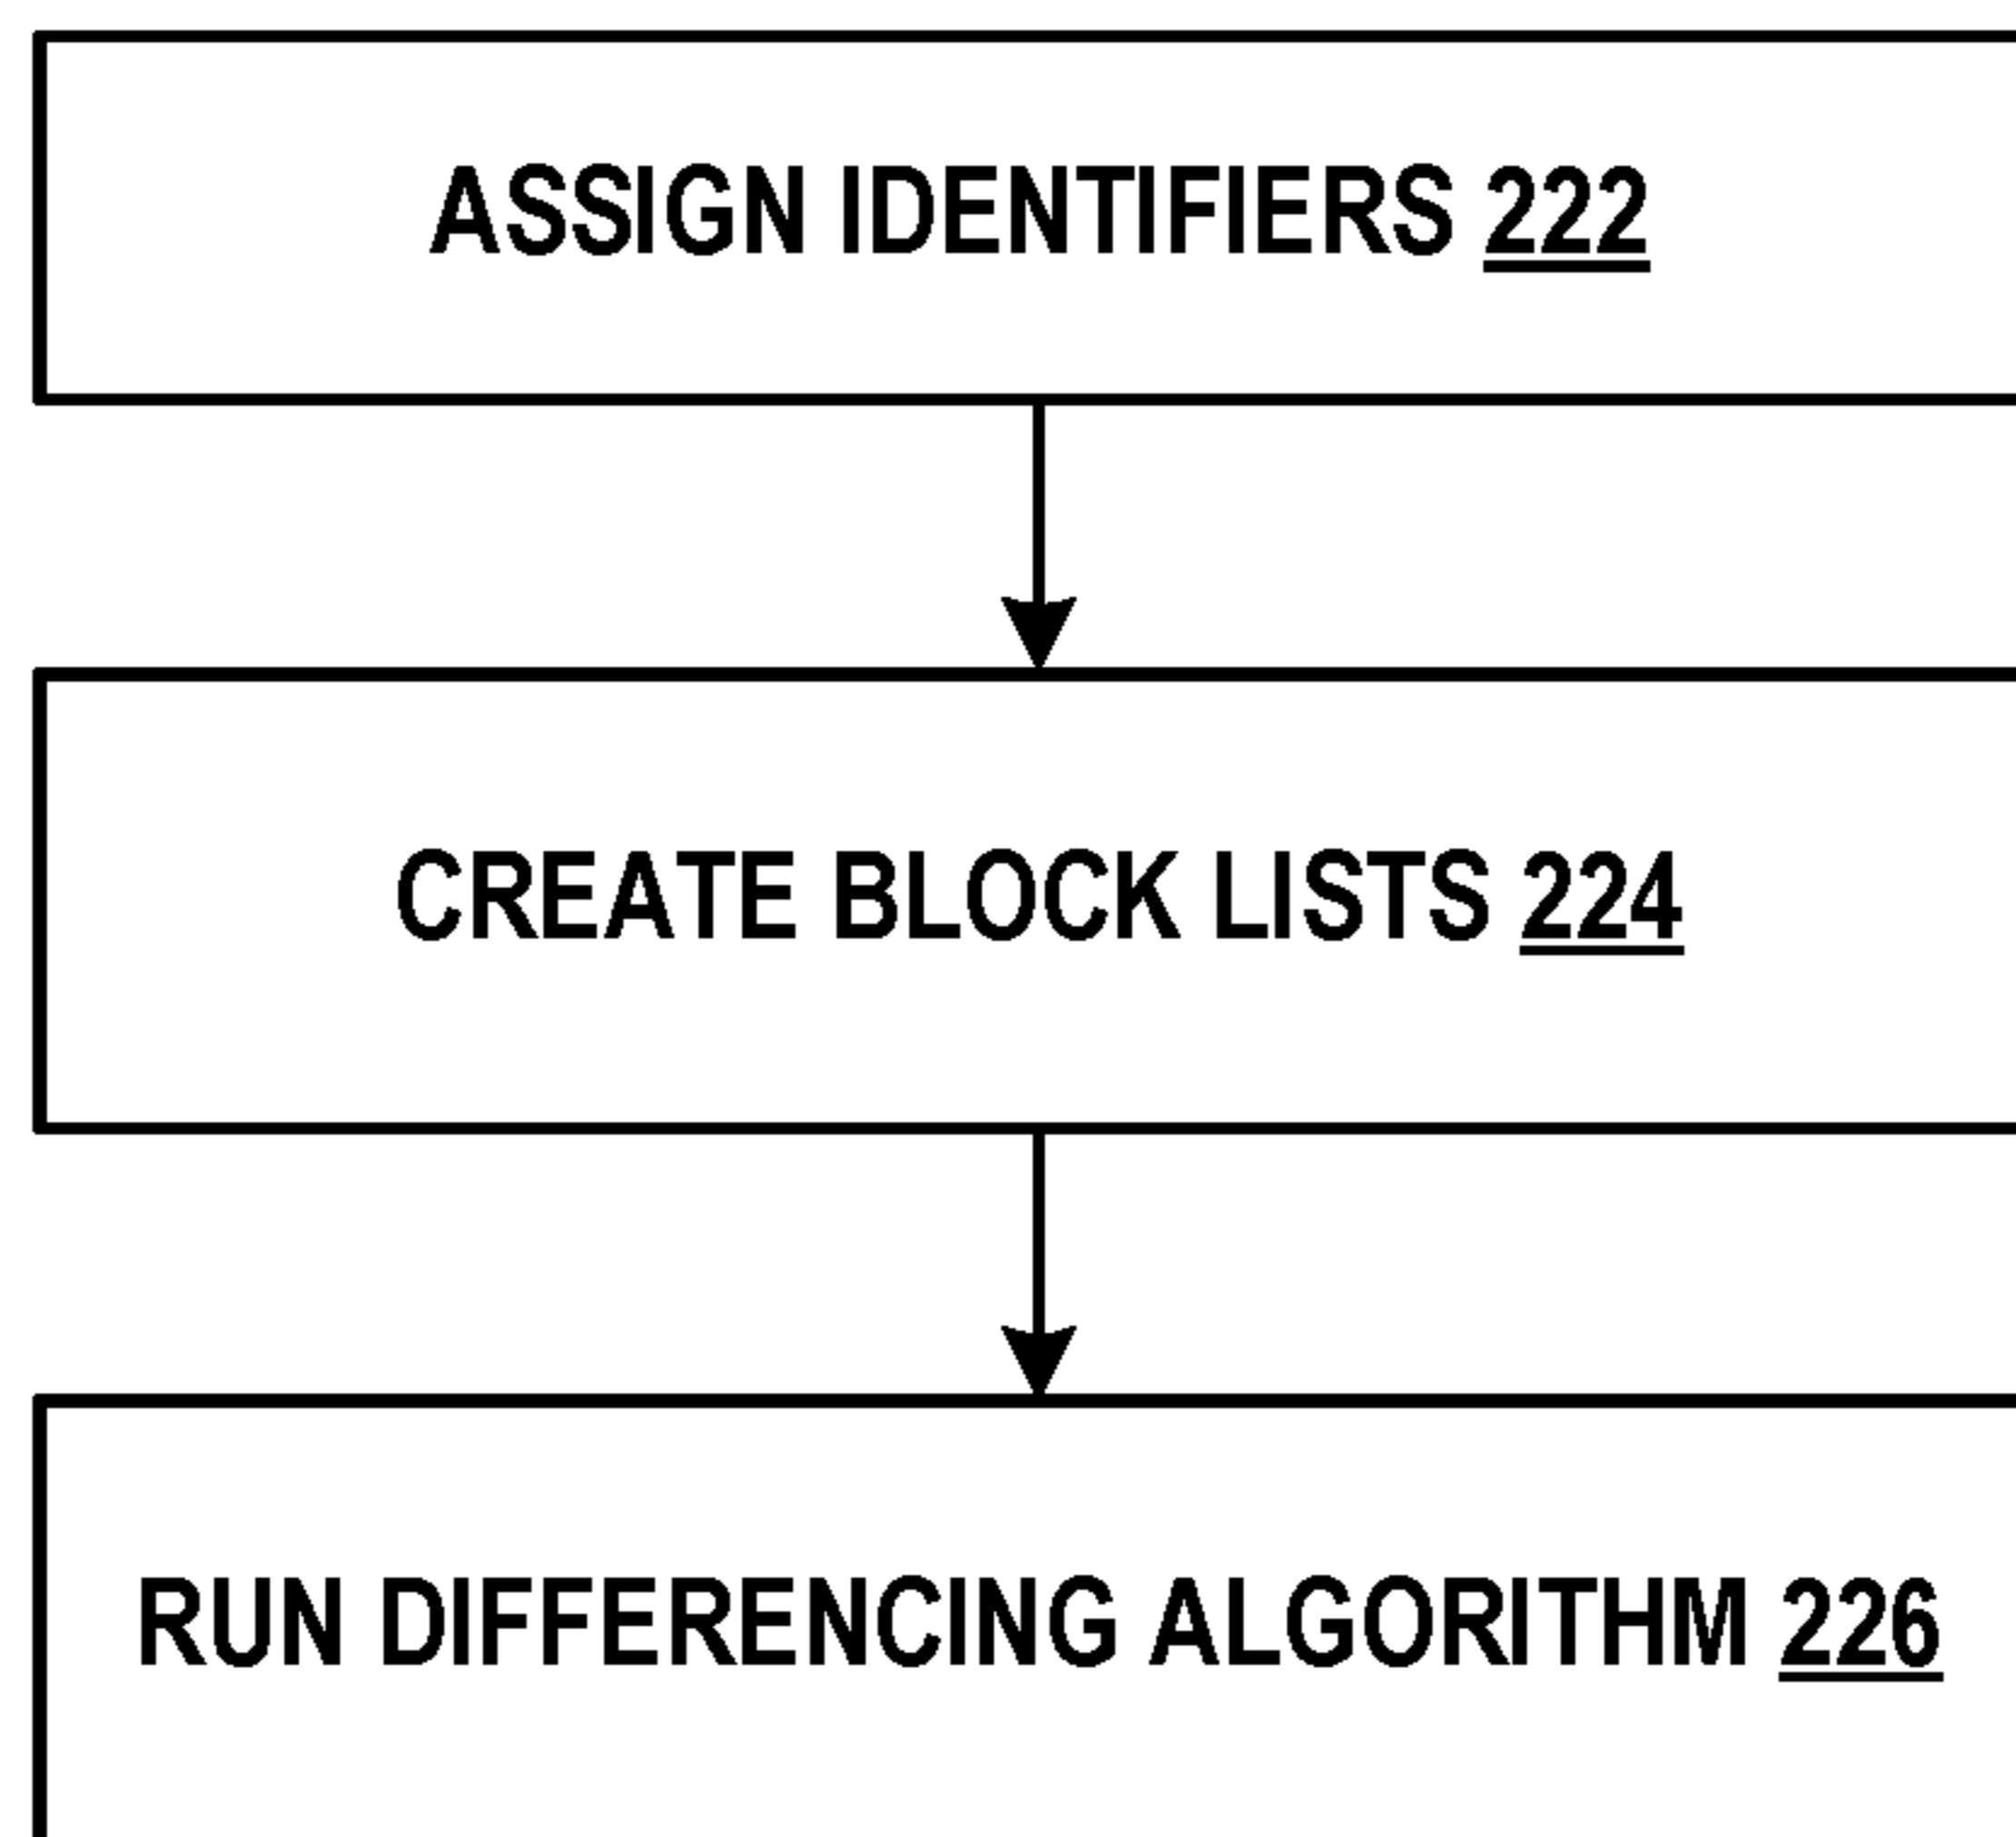 ASSIGN IDENTIFIERS 222
CREATE BLOCK LISTS 224
RUN DIFFERENCING ALGORITHM 226